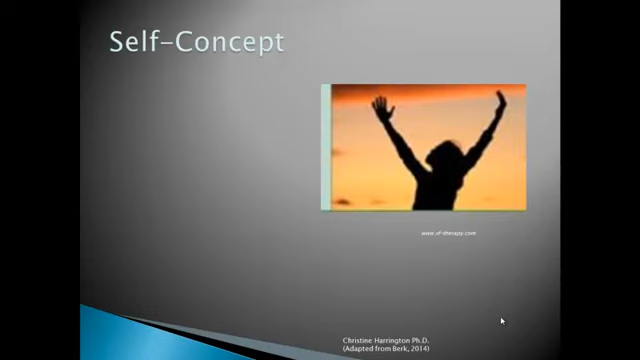 Self-Concept
www.sf-therapy.com
Christine Harrington Ph.D.
(Adapted from Berk, 2014)